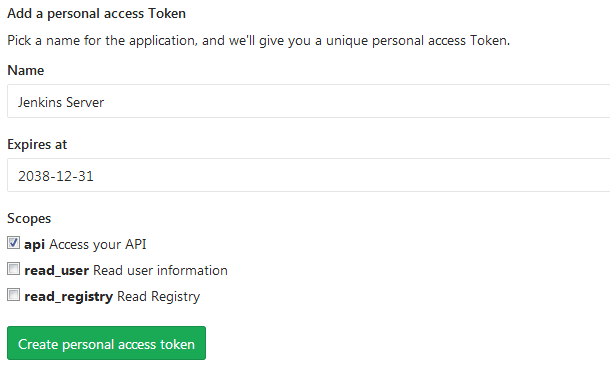 Add a personal access Token
Pick a name for the application, and we'll give you a unique personal access Token.
Name
Jenkins Server
Expires at
2038-12-31
Scopes
api Access your API
read_user Read user information
read_registry Read Registry
Create personal access token